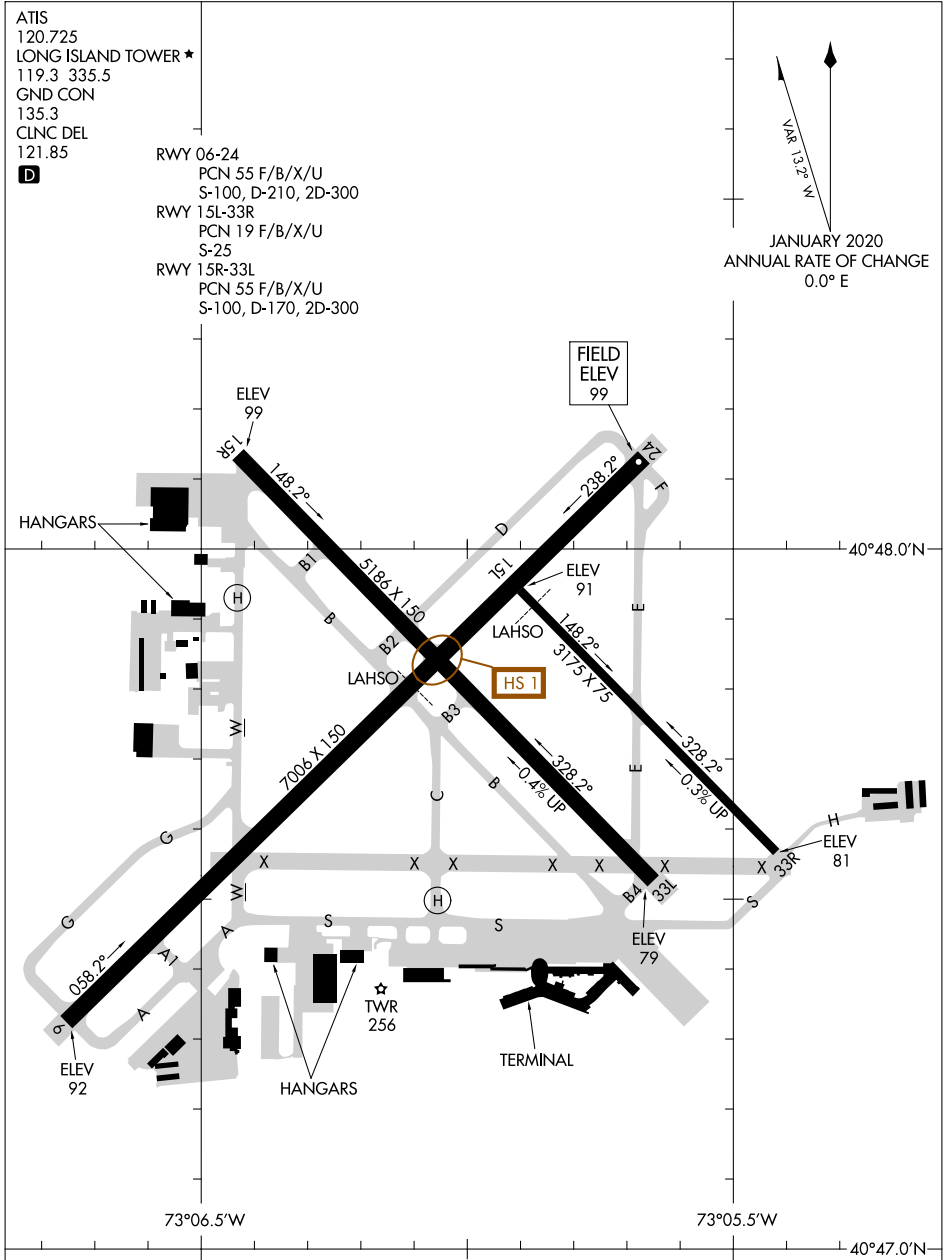 ATIS
120.725
LONG ISLAND TOWER ★
119.3 335.5
GND CON
135.3
CLNC DEL
121.85
D
RWY 06-24
PCN 55 F/B/X/U
S-100, D-210, 2D-300
RWY 15L-33R
PCN 19 F/B/X/U
S-25
RWY 15R-33L
PCN 55 F/B/X/U
S-100, D-170, 2D-300
VAR 13.2° W
JANUARY 2020
ANNUAL RATE OF CHANGE
0.0° E
FIELD
ELEV
99
ELEV
99
15R
24
148.2°
238.2°
F
HANGARS
D
40°48.0'N
B1
5186 X 150
15L
ELEV
91
H
B
E
LAHSO
148.2°
3175 X 75
B2
LAHSO
HS 1
B3
W
7006 X 150
328.2°
0.4% UP
B
C
E
328.2°
0.3% UP
H
G
ELEV
81
33R
X
X
X
X
X
X
X
W
H
B4
33L
S
G
A
S
S
ELEV
79
A1
058.2°
A
6
TWR
256
ELEV
92
HANGARS
TERMINAL
73°06.5'W
73°05.5'W
40°47.0'N